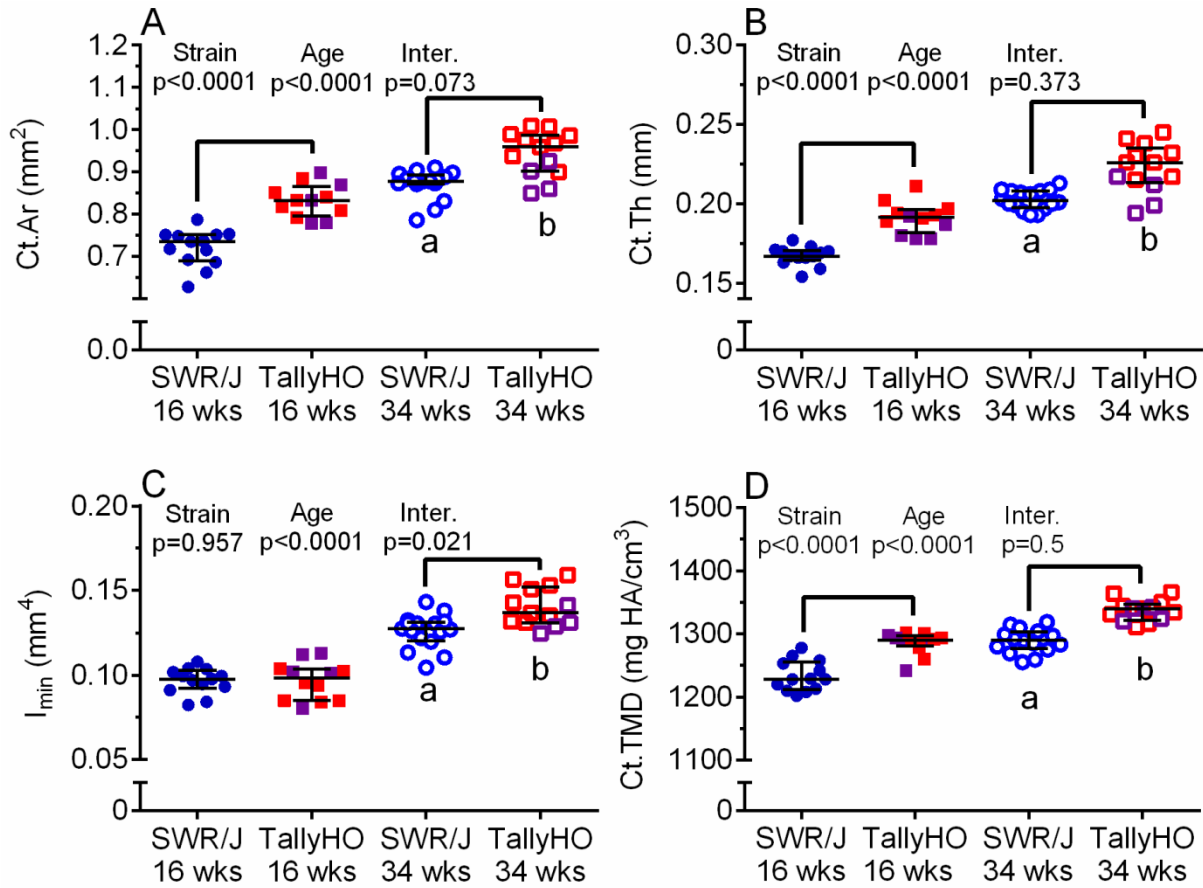 A
Strain Age Inter.
p<0.0001 p<0.0001 p=0.073
Ct.Ar (mm²)
1.2
1.1
1.0
0.9
0.8
0.7
0.0
a
b
SWR/J TallyHO SWR/J TallyHO
16 wks 16 wks 34 wks 34 wks
B
Strain Age Inter.
p<0.0001 p<0.0001 p=0.373
Ct.Th (mm)
0.30
0.25
0.20
0.15
0.0
a
b
SWR/J TallyHO SWR/J TallyHO
16 wks 16 wks 34 wks 34 wks
C
Strain Age Inter.
p=0.957 p<0.0001 p=0.021
Imin (mm⁴)
0.20
0.15
0.10
0.05
0
a
b
SWR/J TallyHO SWR/J TallyHO
16 wks 16 wks 34 wks 34 wks
D
Strain Age Inter.
p<0.0001 p<0.0001 p=0.5
Ct.TMD (mg HA/cm³)
1500
1400
1300
1200
1100
0
a
b
SWR/J TallyHO SWR/J TallyHO
16 wks 16 wks 34 wks 34 wks